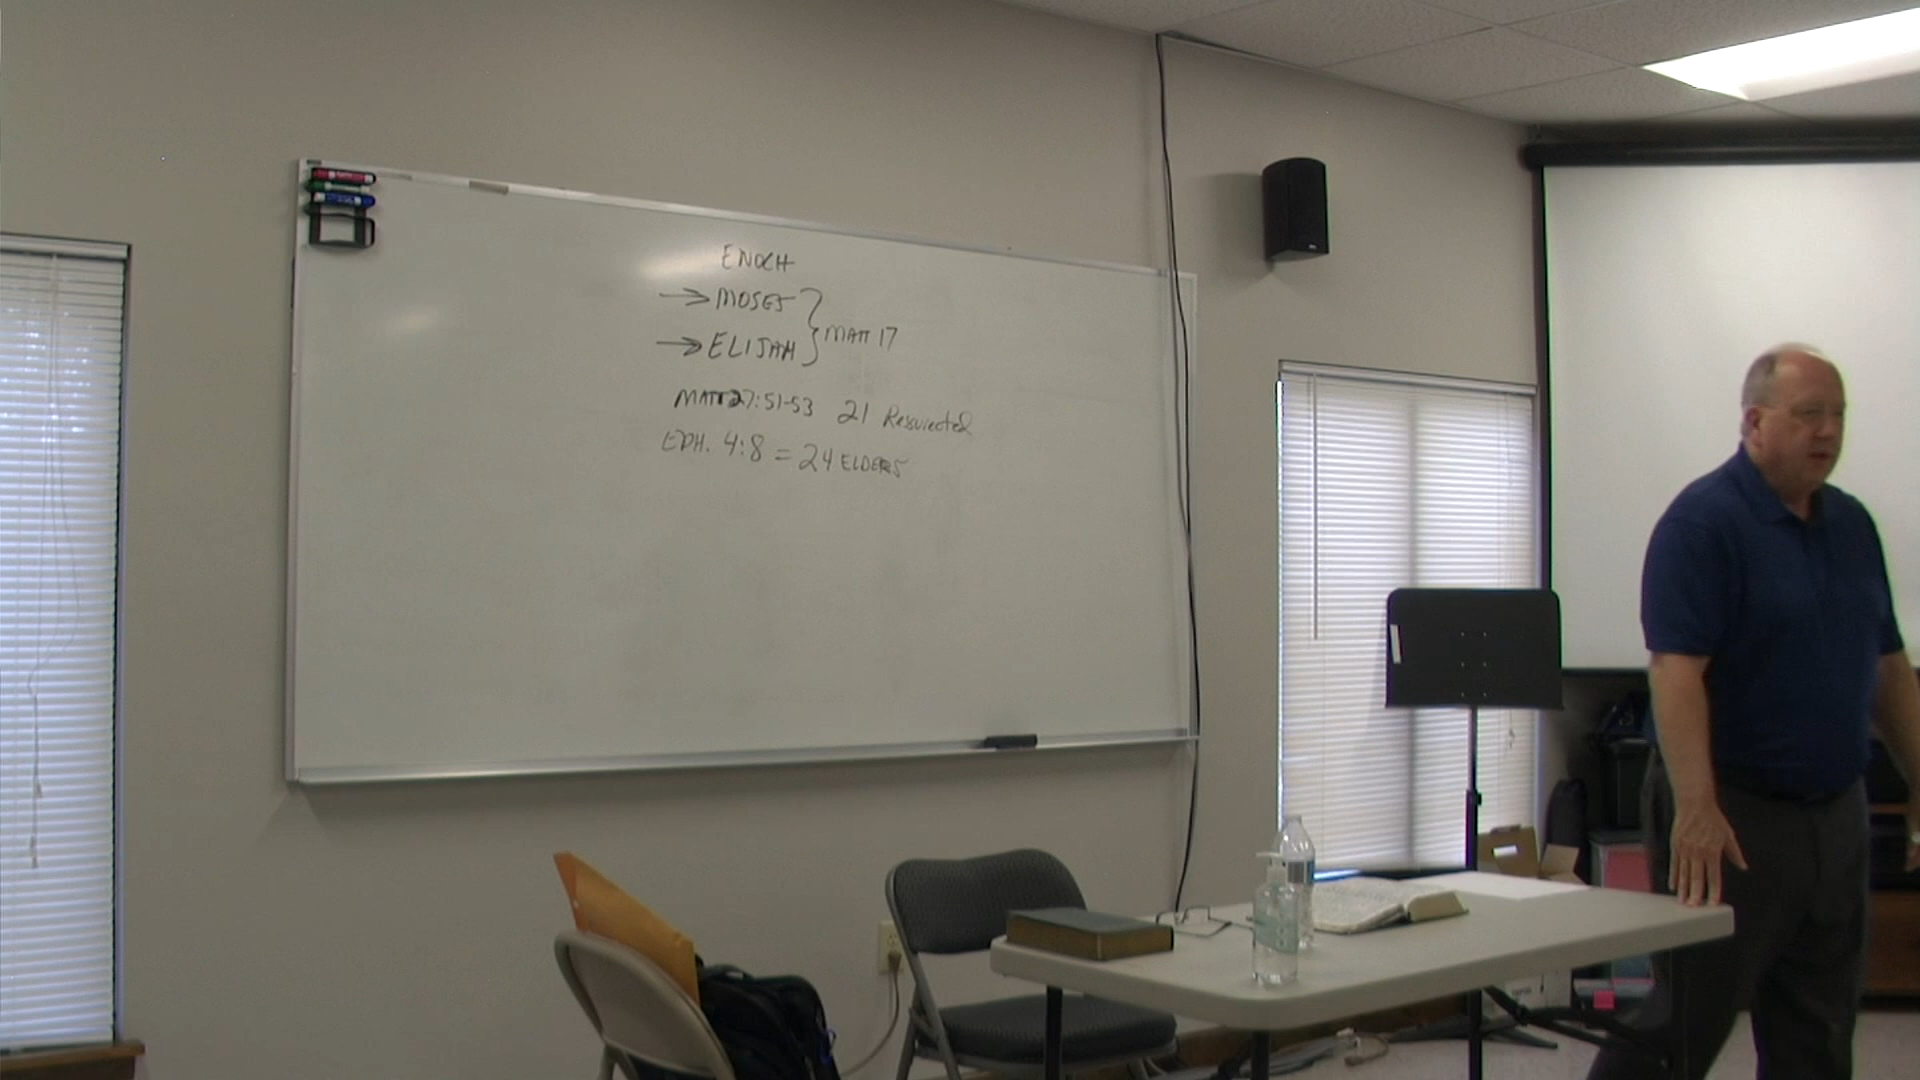 ENOCH
→ MOSES
→ ELIJAH } MATT 17
MATT 27:51-53 21 Resurrected
EPH. 4:8 = 24 ELDERS